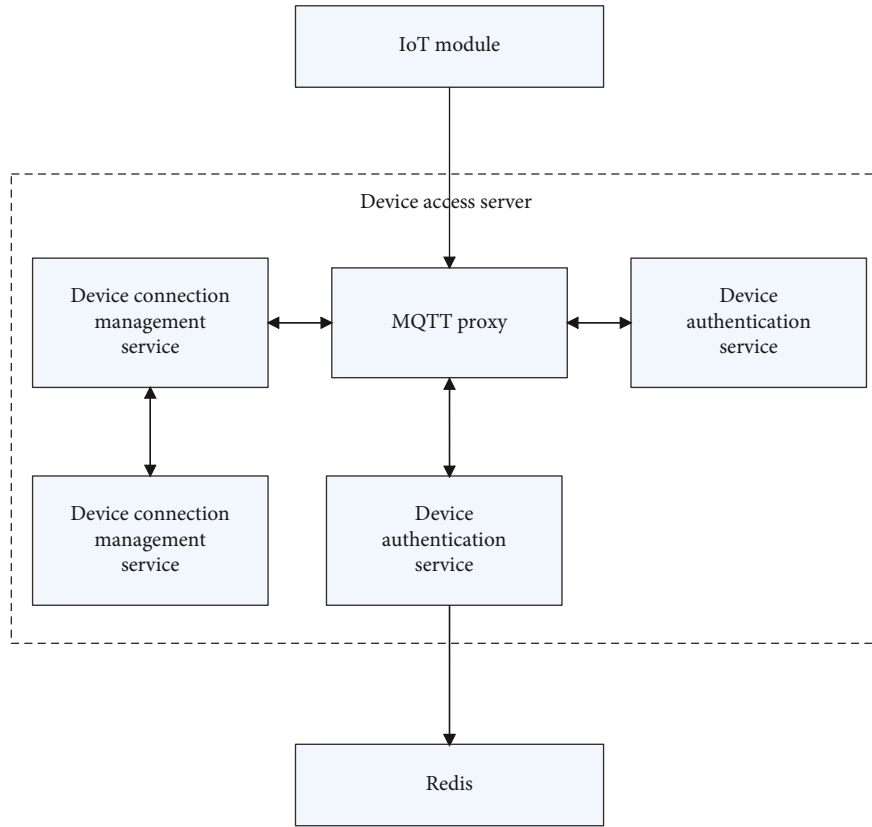 IoT module
Device access server
Device connection
management
service
MQTT proxy
Device
authentication
service
Device connection
management
service
Device
authentication
service
Redis